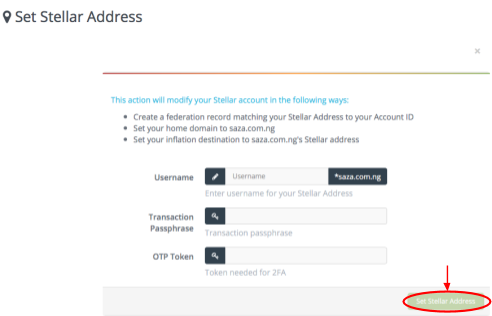 Set Stellar Address
×
This action will modify your Stellar account in the following ways:
• Create a federation record matching your Stellar Address to your Account ID
• Set your home domain to saza.com.ng
• Set your inflation destination to saza.com.ng's Stellar address
Username
Username
*saza.com.ng
Enter username for your Stellar Address
Transaction
Passphrase
Transaction passphrase
OTP Token
Token needed for 2FA
Set Stellar Address